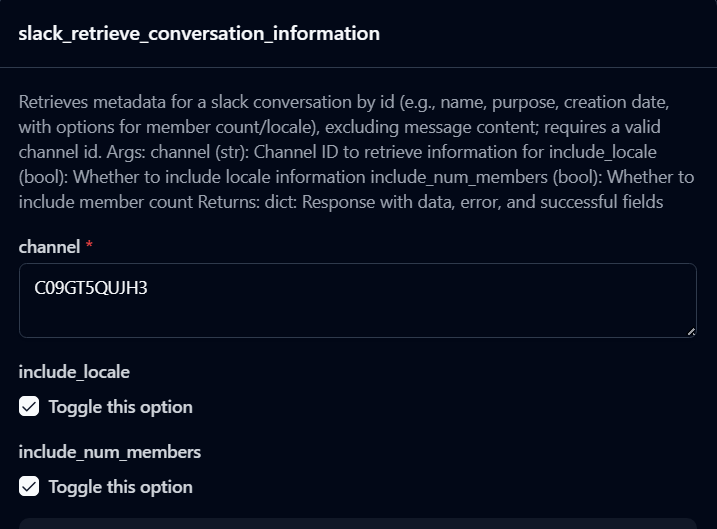 slack_retrieve_conversation_information
Retrieves metadata for a slack conversation by id (e.g., name, purpose, creation date,
with options for member count/locale), excluding message content; requires a valid
channel id. Args: channel (str): Channel ID to retrieve information for include_locale
(bool): Whether to include locale information include_num_members (bool): Whether to
include member count Returns: dict: Response with data, error, and successful fields
channel *
C09GT5QUJH3
include_locale
Toggle this option
include_num_members
Toggle this option